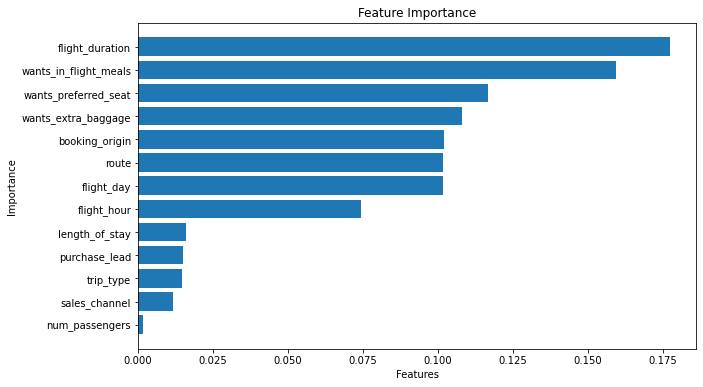 Feature Importance
flight_duration
wants_in_flight_meals
wants_preferred_seat
wants_extra_baggage
booking_origin
route
flight_day
flight_hour
length_of_stay
purchase_lead
trip_type
sales_channel
num_passengers
Importance
0.000 0.025 0.050 0.075 0.100 0.125 0.150 0.175
Features